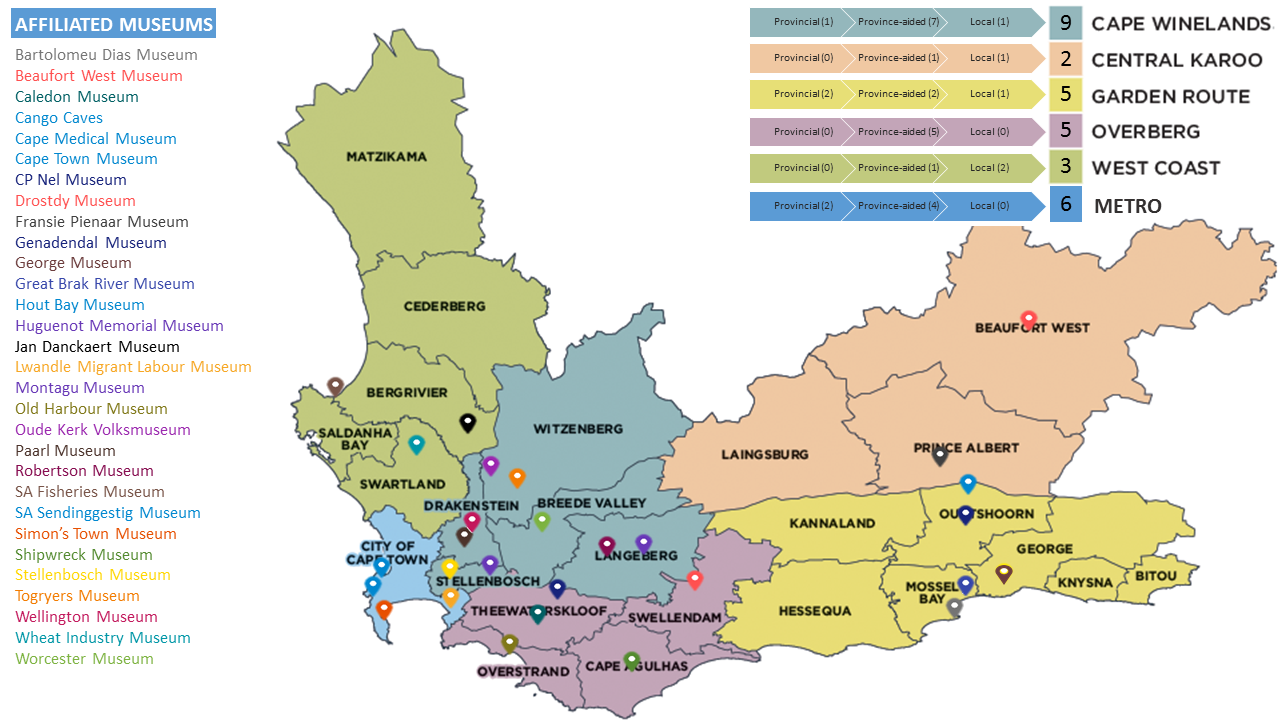 AFFILIATED MUSEUMS
Bartolomeu Dias Museum
Beaufort West Museum
Caledon Museum
Cango Caves
Cape Medical Museum
Cape Town Museum
CP Nel Museum
Drostdy Museum
Fransie Pienaar Museum
Genadendal Museum
George Museum
Great Brak River Museum
Hout Bay Museum
Huguenot Memorial Museum
Jan Danckaert Museum
Lwandle Migrant Labour Museum
Montagu Museum
Old Harbour Museum
Oude Kerk Volksmuseum
Paarl Museum
Robertson Museum
SA Fisheries Museum
SA Sendinggestig Museum
Simon's Town Museum
Shipwreck Museum
Stellenbosch Museum
Togryers Museum
Wellington Museum
Wheat Industry Museum
Worcester Museum
Provincial (1) Province-aided (7) Local (1) 9 CAPE WINELANDS
Provincial (0) Province-aided (1) Local (1) 2 CENTRAL KAROO
Provincial (2) Province-aided (2) Local (1) 5 GARDEN ROUTE
Provincial (0) Province-aided (5) Local (0) 5 OVERBERG
Provincial (0) Province-aided (1) Local (2) 3 WEST COAST
Provincial (2) Province-aided (4) Local (0) 6 METRO
MATZIKAMA
CEDERBERG
BEAUFORT WEST
BERGRIVIER
WITZENBERG
SALDANHA
BAY
PRINCE ALBERT
LAINGSBURG
SWARTLAND
DRAKENSTEIN
BREEDE VALLEY
OUDTSHOORN
KANNALAND
CITY OF
CAPE TOWN
LANGEBERG
GEORGE
STELLENBOSCH
MOSSEL
BAY
KNYSNA
BITOU
THEEWATERSKLOOF
SWELLENDAM
HESSEQUA
OVERSTRAND
CAPE AGULHAS